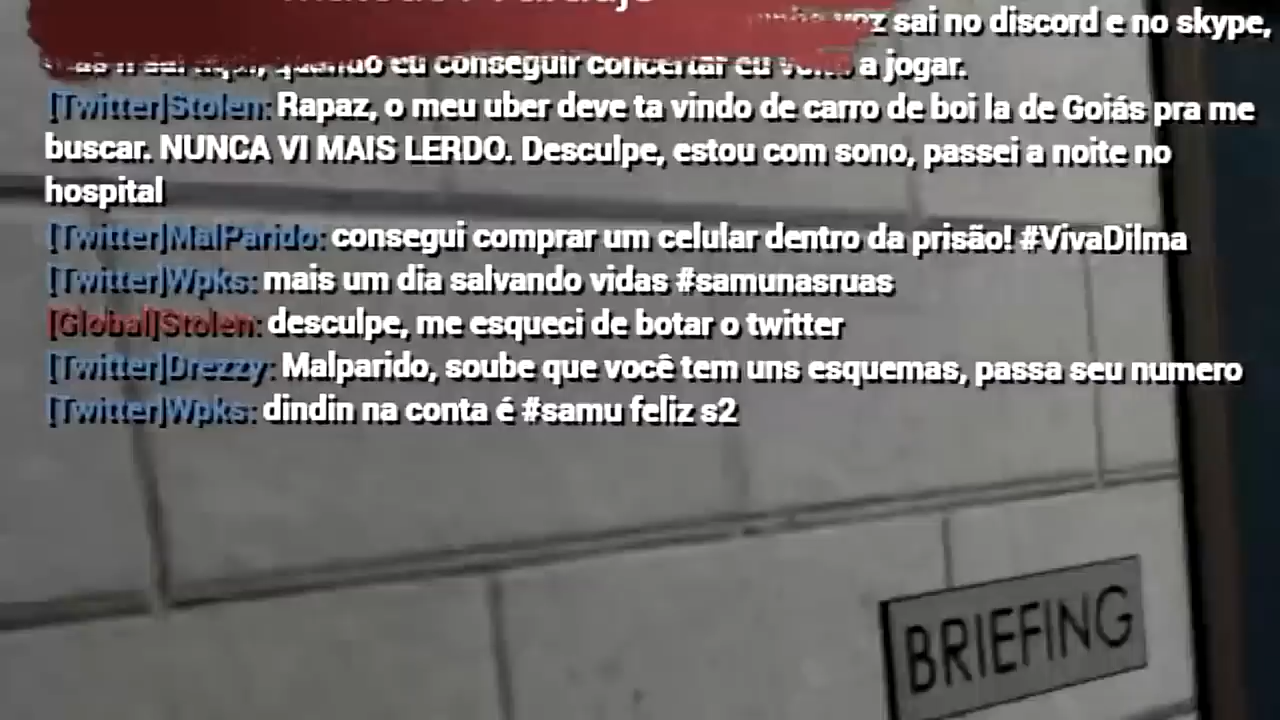 voz sai no discord e no skype,
quando eu conseguir concertar eu volto a jogar.
[Twitter]Stolen: Rapaz, o meu uber deve ta vindo de carro de boi la de Goiás pra me
buscar. NUNCA VI MAIS LERDO. Desculpe, estou com sono, passei a noite no
hospital
[Twitter]MalParido: consegui comprar um celular dentro da prisão! #VivaDilma
[Twitter]Wpks: mais um dia salvando vidas #samunasruas
[Global]Stolen: desculpe, me esqueci de botar o twitter
[Twitter]Drezzy: Malparido, soube que você tem uns esquemas, passa seu numero
[Twitter]Wpks: dindin na conta é #samu feliz s2
BRIEFING